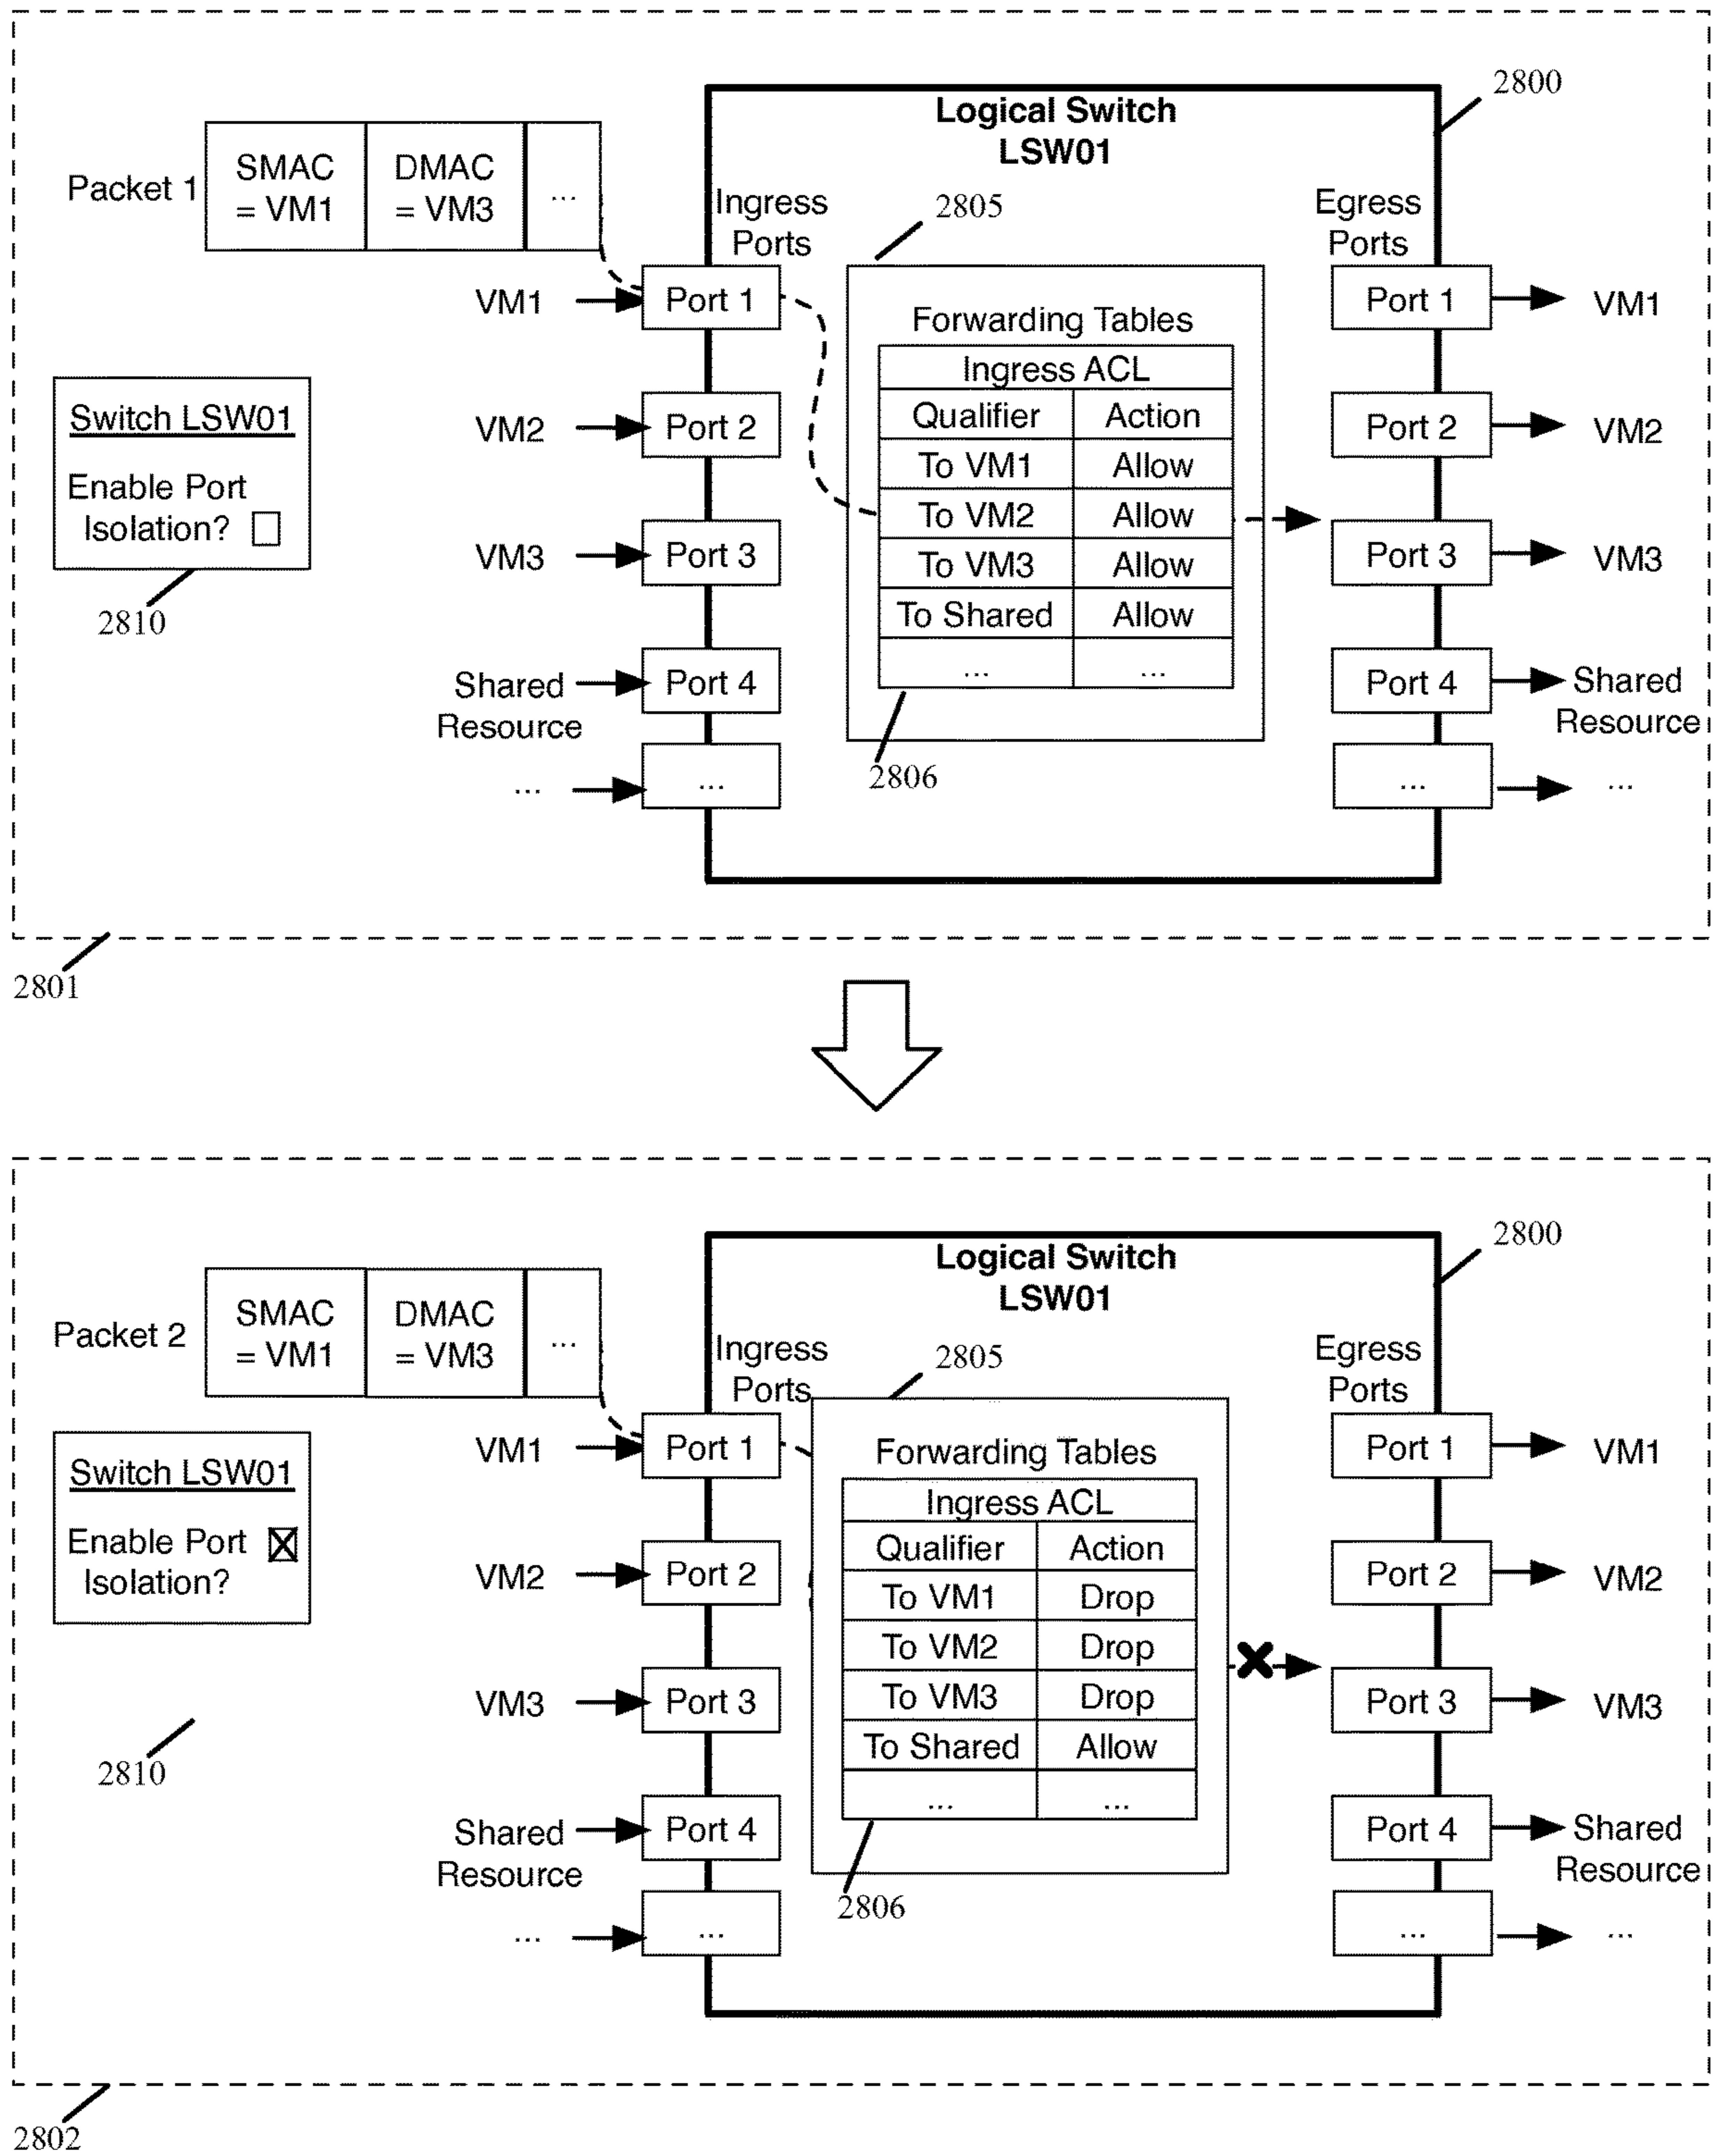 2800
Logical Switch
LSW01
Packet 1
SMAC
= VM1
DMAC
= VM3
...
Ingress
Ports
2805
Egress
Ports
VM1
Port 1
Port 1
VM1
Forwarding Tables
Ingress ACL
Qualifier Action
To VM1 Allow
To VM2 Allow
To VM3 Allow
To Shared Allow
... ...
2806
Switch LSW01
Enable Port
Isolation?
2810
VM2
Port 2
Port 2
VM2
VM3
Port 3
Port 3
VM3
Shared
Resource
Port 4
Port 4
Shared
Resource
...
...
...
...
2801
2800
Logical Switch
LSW01
Packet 2
SMAC
= VM1
DMAC
= VM3
...
Ingress
Ports
2805
Egress
Ports
VM1
Port 1
Port 1
VM1
Forwarding Tables
Ingress ACL
Qualifier Action
To VM1 Drop
To VM2 Drop
To VM3 Drop
To Shared Allow
... ...
2806
Switch LSW01
Enable Port
Isolation?
2810
VM2
Port 2
Port 2
VM2
VM3
Port 3
Port 3
VM3
Shared
Resource
Port 4
Port 4
Shared
Resource
...
...
...
...
2802